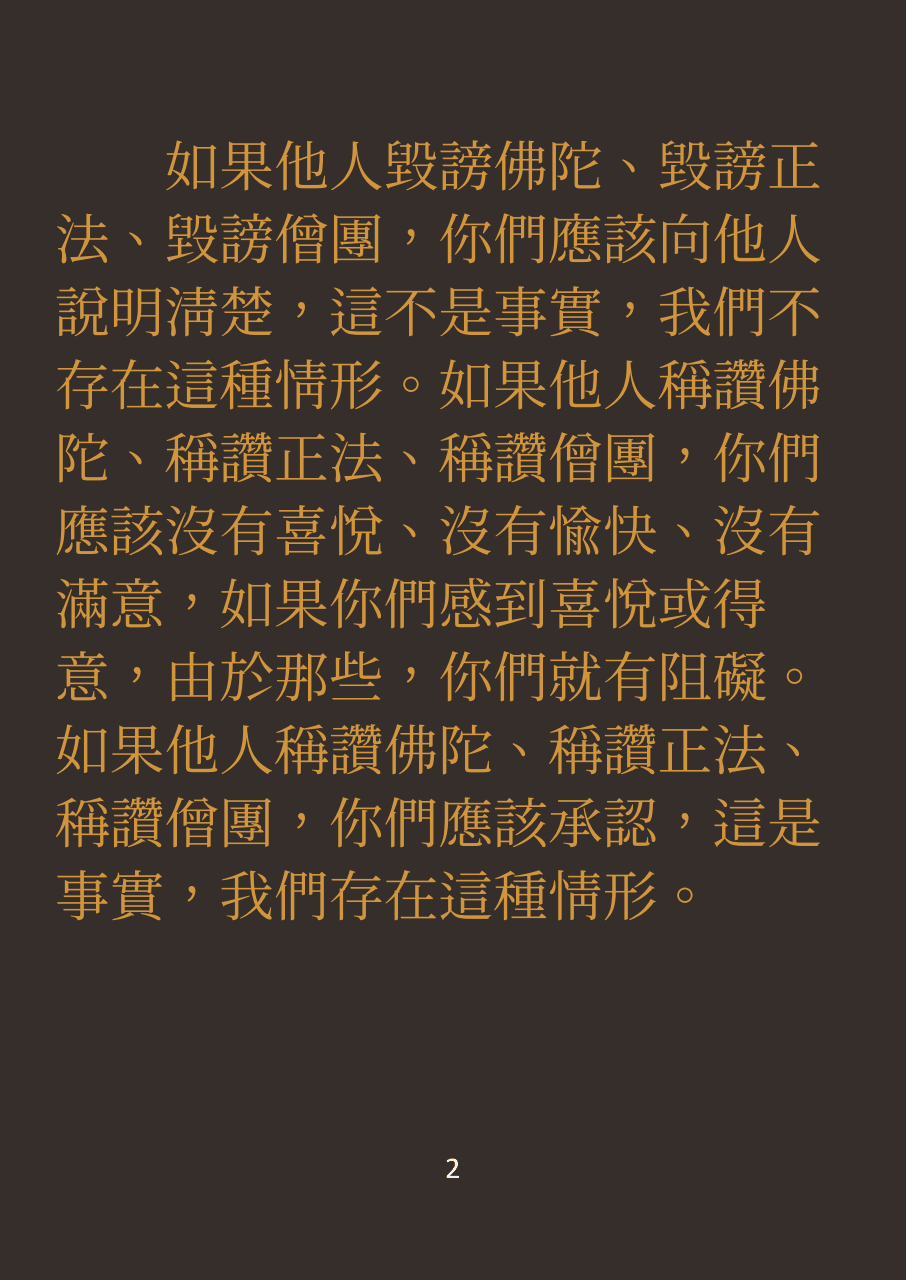 如果他人毀謗佛陀、毀謗正
法、毀謗僧團，你們應該向他人
說明淸楚，這不是事實，我們不
存在這種情形。如果他人稱讚佛
陀、稱讚正法、稱讚僧團，你們
應該沒有喜悅、沒有愉快、沒有
滿意，如果你們感到喜悅或得
意，由於那些，你們就有阻礙。
如果他人稱讚佛陀、稱讚正法、
稱讚僧團，你們應該承認，這是
事實，我們存在這種情形。
2